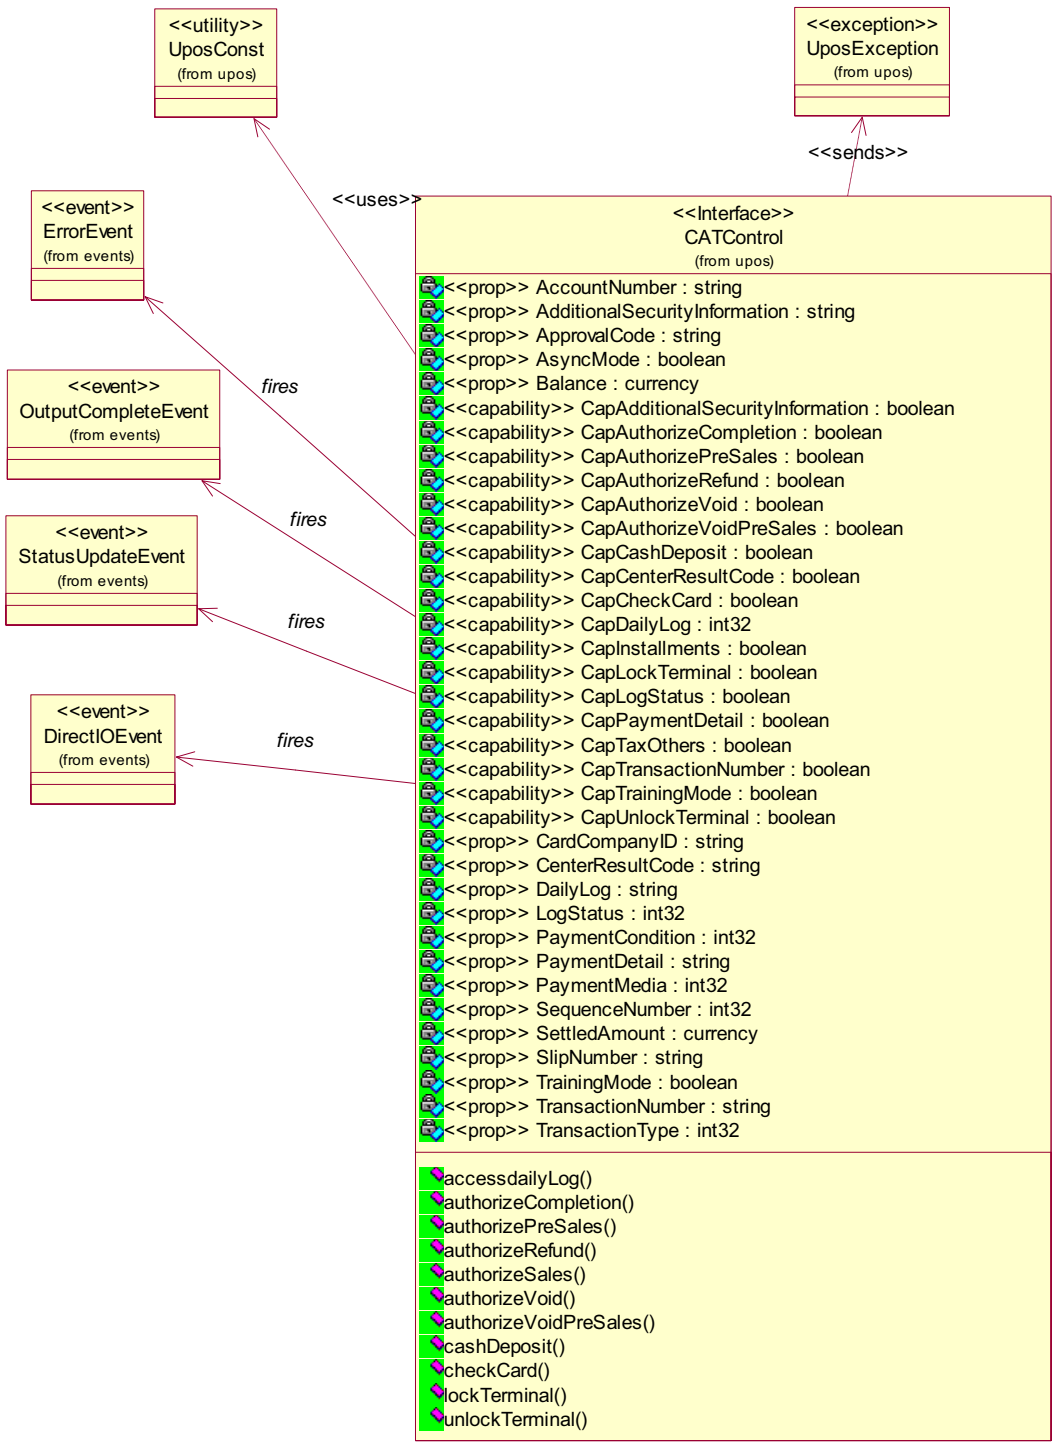 <<utility>>
UposConst
(from upos)
<<exception>>
UposException
(from upos)
<<sends>>
<<uses>>
<<event>>
ErrorEvent
(from events)
fires
<<event>>
OutputCompleteEvent
(from events)
fires
<<event>>
StatusUpdateEvent
(from events)
fires
<<event>>
DirectIOEvent
(from events)
fires
<<Interface>>
CATControl
(from upos)
<<prop>> AccountNumber : string
<<prop>> AdditionalSecurityInformation : string
<<prop>> ApprovalCode : string
<<prop>> AsyncMode : boolean
<<prop>> Balance : currency
<<capability>> CapAdditionalSecurityInformation : boolean
<<capability>> CapAuthorizeCompletion : boolean
<<capability>> CapAuthorizePreSales : boolean
<<capability>> CapAuthorizeRefund : boolean
<<capability>> CapAuthorizeVoid : boolean
<<capability>> CapAuthorizeVoidPreSales : boolean
<<capability>> CapCashDeposit : boolean
<<capability>> CapCenterResultCode : boolean
<<capability>> CapCheckCard : boolean
<<capability>> CapDailyLog : int32
<<capability>> CapInstallments : boolean
<<capability>> CapLockTerminal : boolean
<<capability>> CapLogStatus : boolean
<<capability>> CapPaymentDetail : boolean
<<capability>> CapTaxOthers : boolean
<<capability>> CapTransactionNumber : boolean
<<capability>> CapTrainingMode : boolean
<<capability>> CapUnlockTerminal : boolean
<<prop>> CardCompanyID : string
<<prop>> CenterResultCode : string
<<prop>> DailyLog : string
<<prop>> LogStatus : int32
<<prop>> PaymentCondition : int32
<<prop>> PaymentDetail : string
<<prop>> PaymentMedia : int32
<<prop>> SequenceNumber : int32
<<prop>> SettledAmount : currency
<<prop>> SlipNumber : string
<<prop>> TrainingMode : boolean
<<prop>> TransactionNumber : string
<<prop>> TransactionType : int32
accessdailyLog()
authorizeCompletion()
authorizePreSales()
authorizeRefund()
authorizeSales()
authorizeVoid()
authorizeVoidPreSales()
cashDeposit()
checkCard()
lockTerminal()
unlockTerminal()